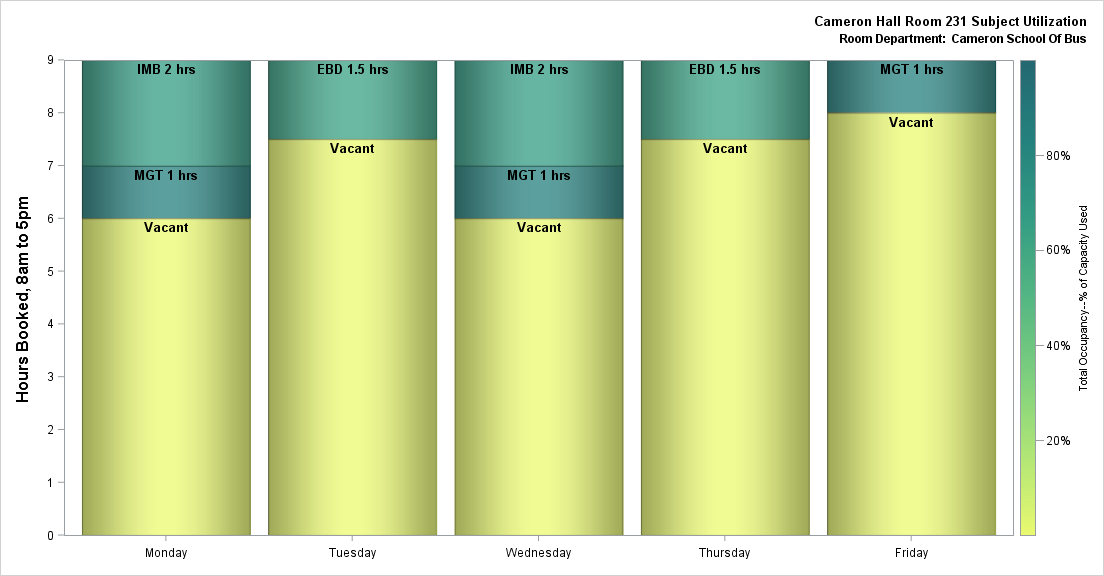 Cameron Hall Room 231 Subject Utilization
Room Department: Cameron School Of Bus
Hours Booked, 8am to 5pm
9
8
7
6
5
4
3
2
1
0
IMB 2 hrs
MGT 1 hrs
Vacant
EBD 1.5 hrs
Vacant
IMB 2 hrs
MGT 1 hrs
Vacant
EBD 1.5 hrs
Vacant
MGT 1 hrs
Vacant
Monday
Tuesday
Wednesday
Thursday
Friday
80%
60%
40%
20%
Total Occupancy--% of Capacity Used